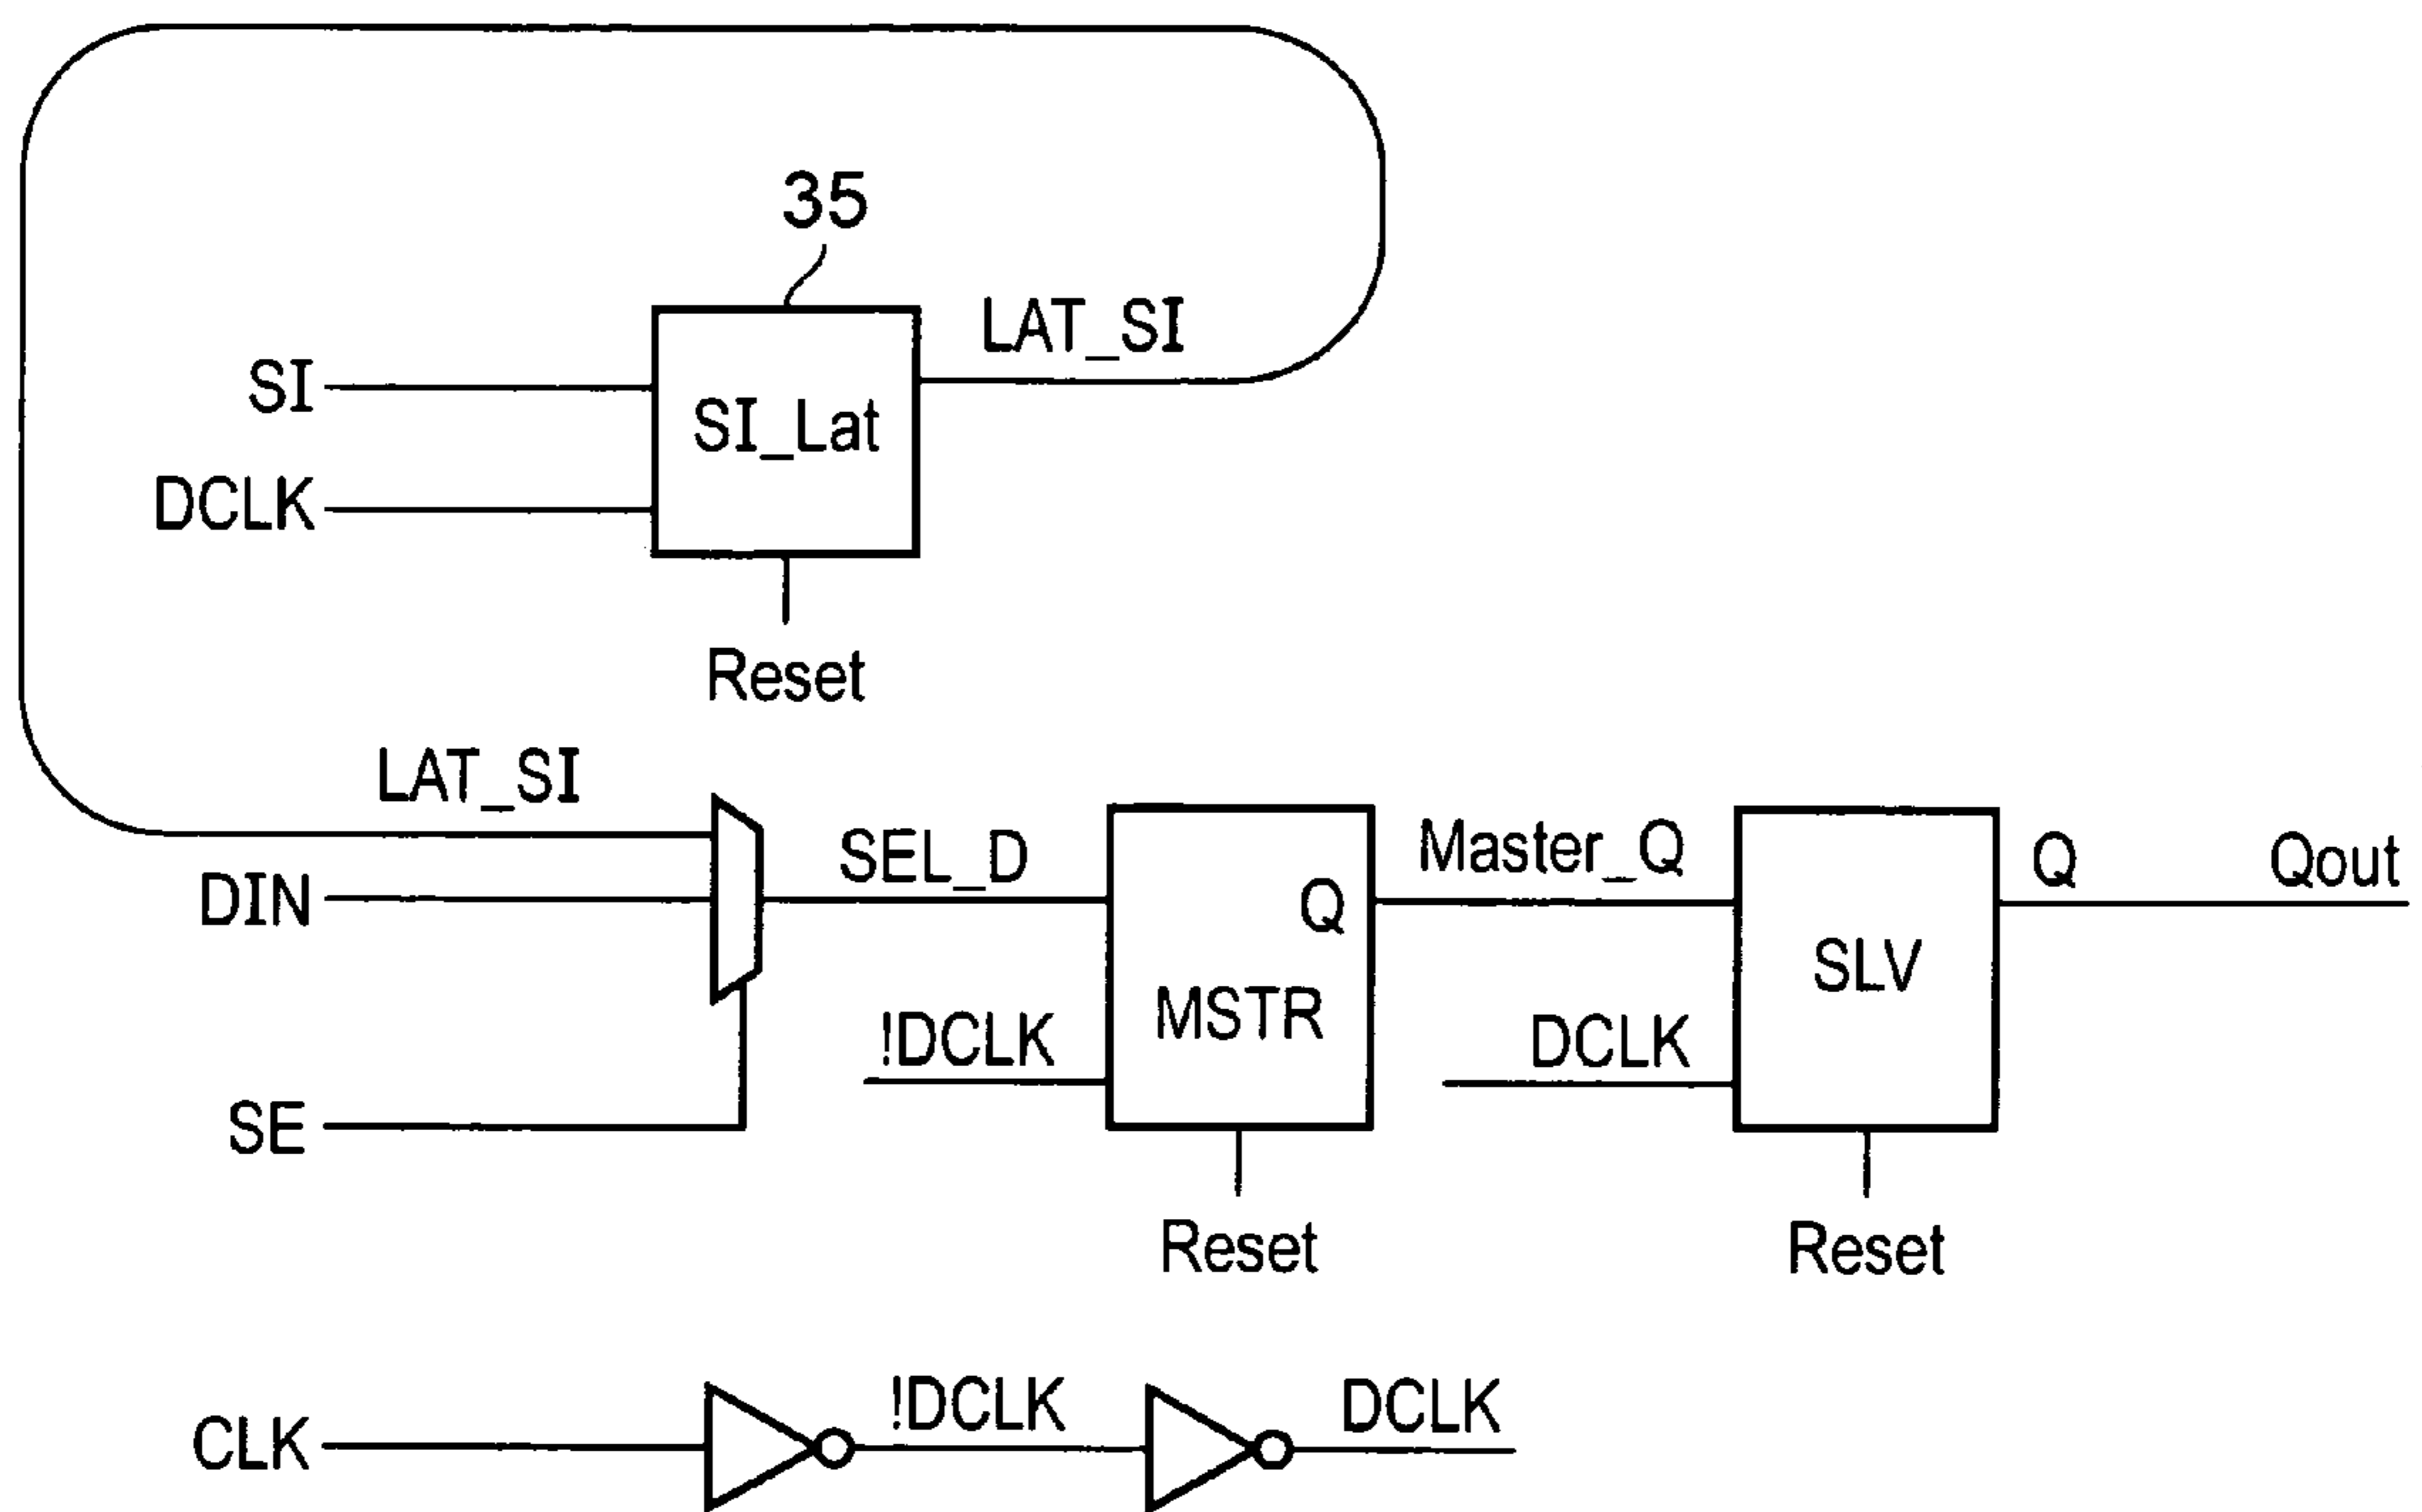 35
LAT_SI
SI
SI_Lat
DCLK
Reset
LAT_SI
SEL_D
Master_Q
Q
Qout
DIN
Q
SLV
!DCLK
MSTR
DCLK
SE
Reset
Reset
!DCLK
DCLK
CLK